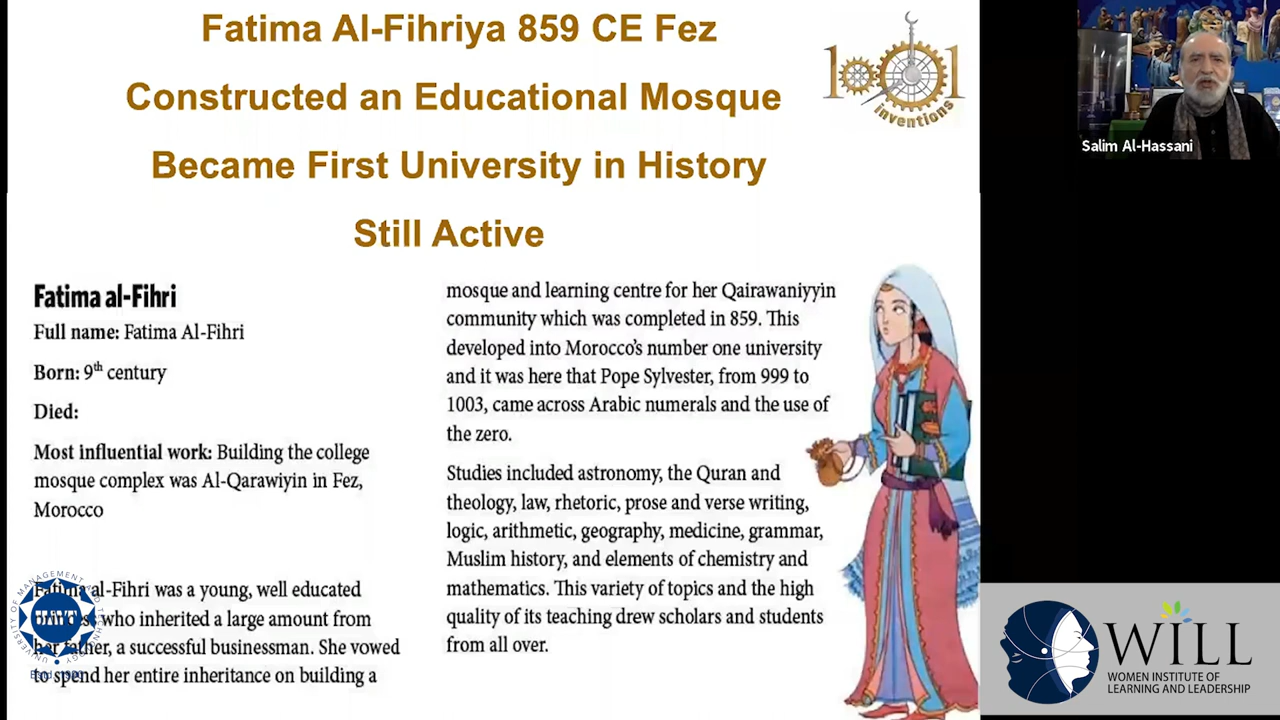 Fatima Al-Fihriya 859 CE Fez
Constructed an Educational Mosque
Became First University in History
Still Active
1001
inventions
Salim Al-Hassani
Fatima al-Fihri
Full name: Fatima Al-Fihri
Born: 9th century
Died:
Most influential work: Building the college
mosque complex was Al-Qarawiyin in Fez,
Morocco
Fatima al-Fihri was a young, well educated
princess who inherited a large amount from
her father, a successful businessman. She vowed
to spend her entire inheritance on building a
mosque and learning centre for her Qairawaniyyin
community which was completed in 859. This
developed into Morocco's number one university
and it was here that Pope Sylvester, from 999 to
1003, came across Arabic numerals and the use of
the zero.
Studies included astronomy, the Quran and
theology, law, rhetoric, prose and verse writing,
logic, arithmetic, geography, medicine, grammar,
Muslim history, and elements of chemistry and
mathematics. This variety of topics and the high
quality of its teaching drew scholars and students
from all over.
UNIVERSITY OF MANAGEMENT AND TECHNOLOGY
WiLL
WOMEN INSTITUTE OF
LEARNING AND LEADERSHIP